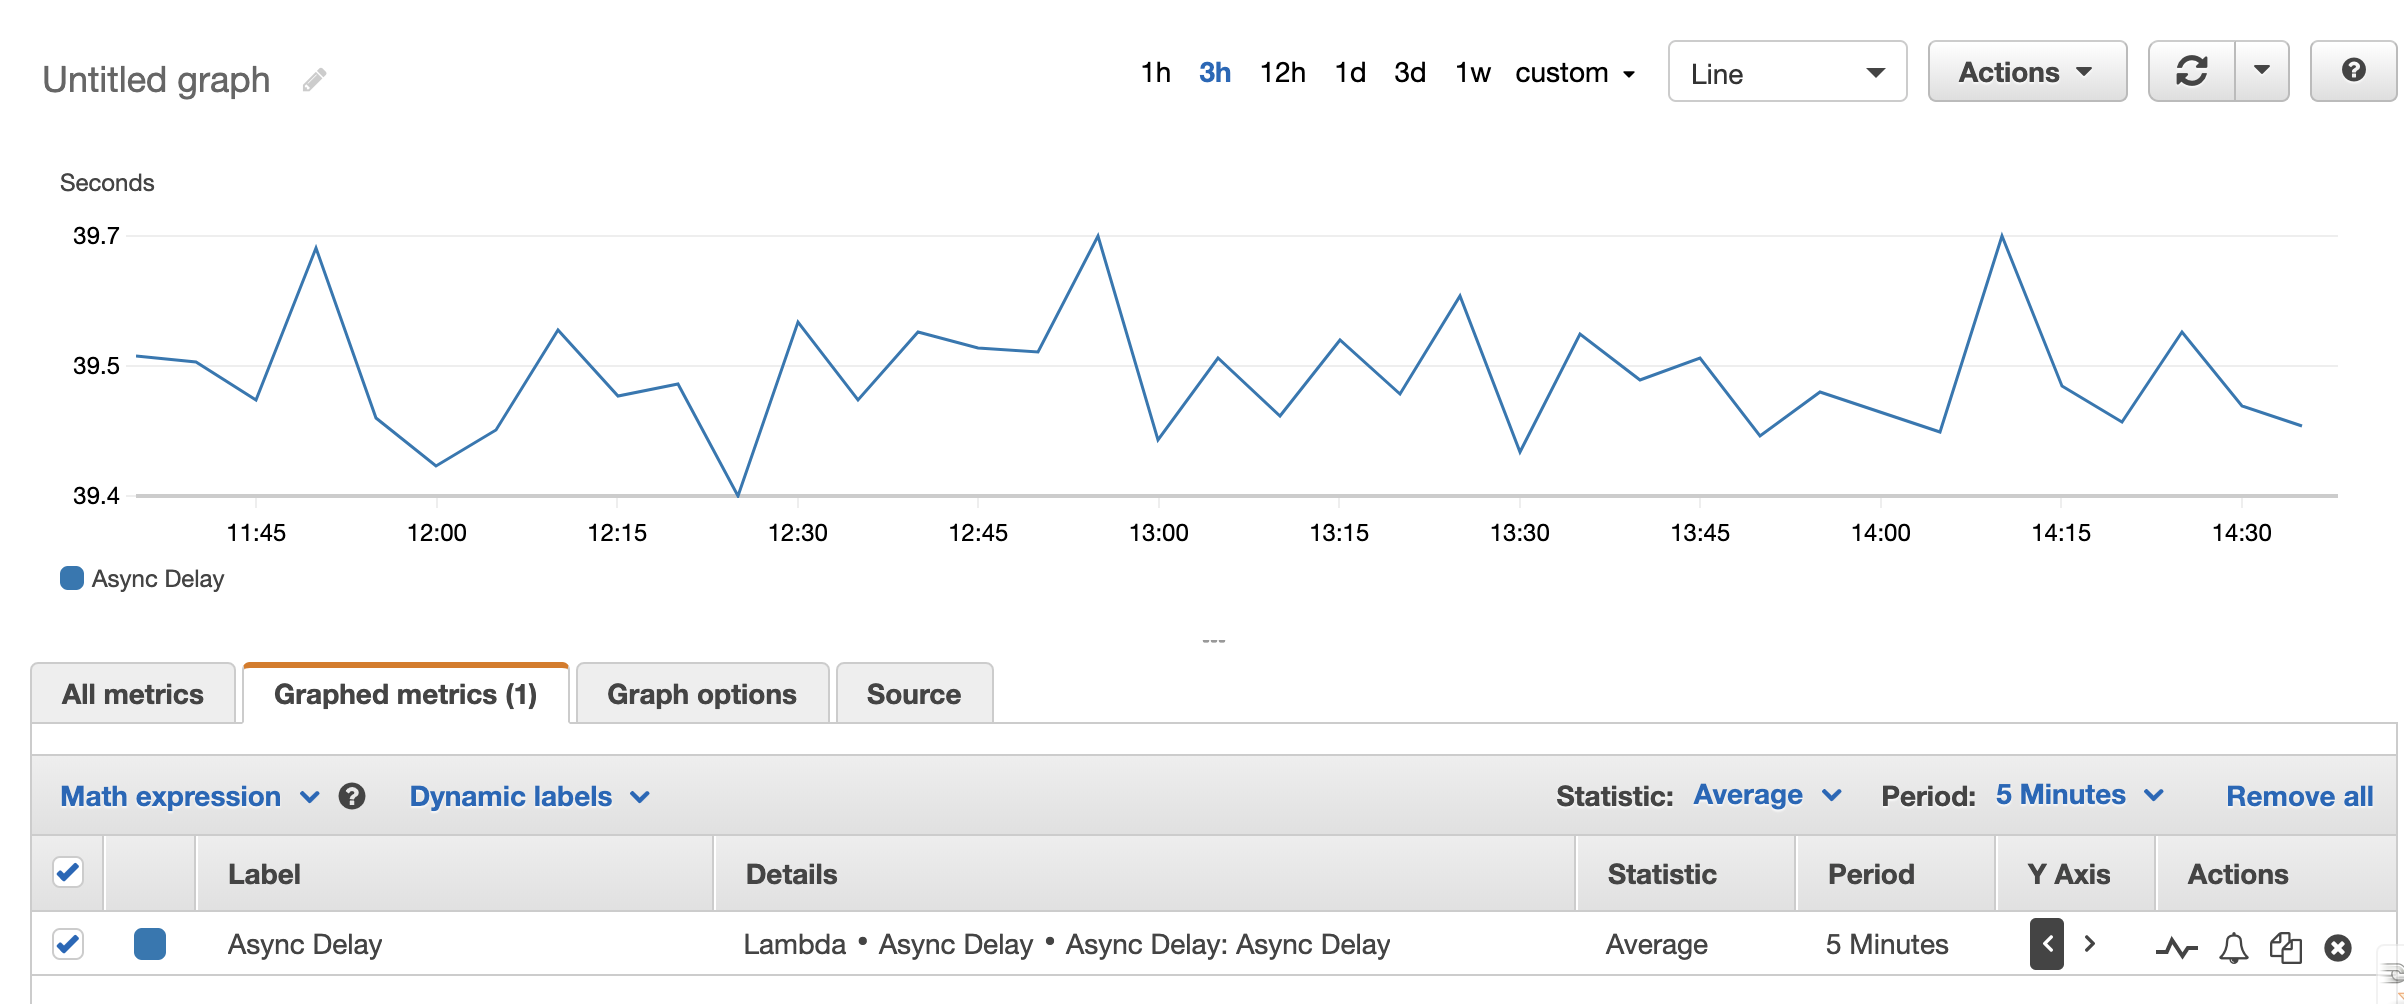 Untitled graph
1h 3h 12h 1d 3d 1w custom Line Actions
Seconds
39.7
39.5
39.4
11:45 12:00 12:15 12:30 12:45 13:00 13:15 13:30 13:45 14:00 14:15 14:30
Async Delay
All metrics Graphed metrics (1) Graph options Source
Math expression Dynamic labels Statistic: Average Period: 5 Minutes Remove all
Label Details Statistic Period Y Axis Actions
Async Delay Lambda • Async Delay • Async Delay: Async Delay Average 5 Minutes